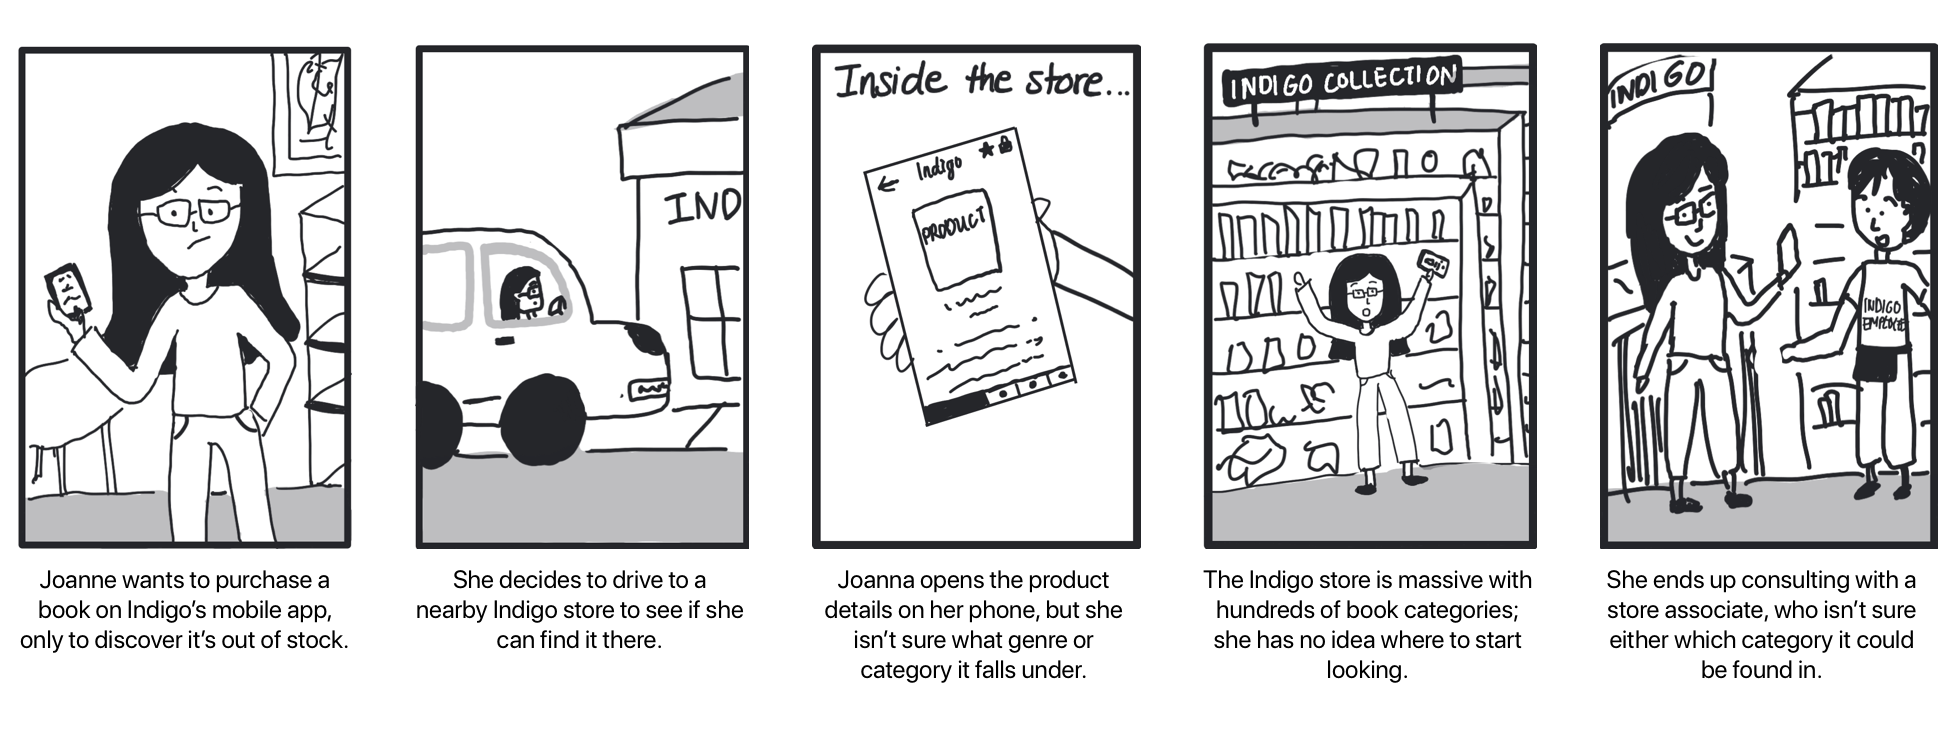 IND
Inside the store...
Indigo
PRODUCT
INDIGO COLLECTION
INDIGO
INDIGO
EMPLOYEE
Joanne wants to purchase a
book on Indigo’s mobile app,
only to discover it’s out of stock.
She decides to drive to a
nearby Indigo store to see if she
can find it there.
Joanna opens the product
details on her phone, but she
isn’t sure what genre or
category it falls under.
The Indigo store is massive with
hundreds of book categories;
she has no idea where to start
looking.
She ends up consulting with a
store associate, who isn’t sure
either which category it could
be found in.